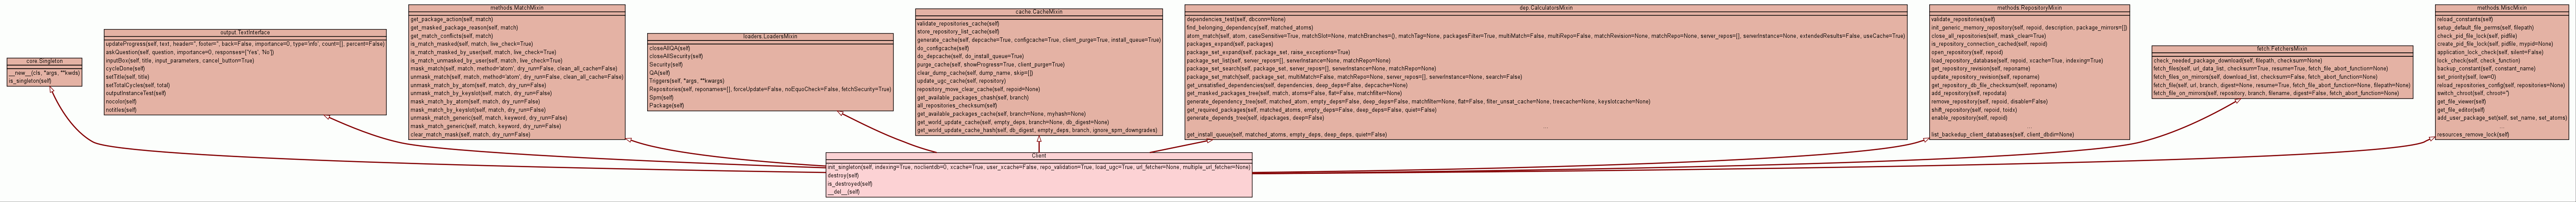 core.Singleton
__new__(cls, *args, **kwds)
is_singleton(self)
output.TextInterface
updateProgress(self, text, header='', footer='', back=False, importance=0, type='info', count=[], percent=False)
askQuestion(self, question, importance=0, responses=['Yes', 'No'])
inputBox(self, title, input_parameters, cancel_button=True)
cycleDone(self)
setTitle(self, title)
setTotalCycles(self, total)
outputInstanceTest(self)
nocolor(self)
notitles(self)
methods.MatchMixin
get_package_action(self, match)
get_masked_package_reason(self, match)
get_match_conflicts(self, match)
is_match_masked(self, match, live_check=True)
is_match_masked_by_user(self, match, live_check=True)
is_match_unmasked_by_user(self, match, live_check=True)
mask_match(self, match, method='atom', dry_run=False, clean_all_cache=False)
unmask_match(self, match, method='atom', dry_run=False, clean_all_cache=False)
unmask_match_by_atom(self, match, dry_run=False)
unmask_match_by_keyslot(self, match, dry_run=False)
mask_match_by_atom(self, match, dry_run=False)
mask_match_by_keyslot(self, match, dry_run=False)
unmask_match_generic(self, match, keyword, dry_run=False)
mask_match_generic(self, match, keyword, dry_run=False)
clear_match_mask(self, match, dry_run=False)
loaders.LoadersMixin
closeAllQA(self)
closeAllSecurity(self)
Security(self)
QA(self)
Triggers(self, *args, **kwargs)
Repositories(self, reponames=[], forceUpdate=False, noEquoCheck=False, fetchSecurity=True)
Spm(self)
Package(self)
cache.CacheMixin
validate_repositories_cache(self)
store_repository_list_cache(self)
generate_cache(self, depcache=True, configcache=True, client_purge=True, install_queue=True)
do_configcache(self)
do_depcache(self, do_install_queue=True)
purge_cache(self, showProgress=True, client_purge=True)
clear_dump_cache(self, dump_name, skip=[])
update_ugc_cache(self, repository)
repository_move_clear_cache(self, repoid=None)
get_available_packages_chash(self, branch)
all_repositories_checksum(self)
get_available_packages_cache(self, branch=None, myhash=None)
get_world_update_cache(self, empty_deps, branch=None, db_digest=None)
get_world_update_cache_hash(self, db_digest, empty_deps, branch, ignore_spm_downgrades)
dep.CalculatorsMixin
dependencies_test(self, dbconn=None)
find_belonging_dependency(self, matched_atoms)
atom_match(self, atom, caseSensitive=True, matchSlot=None, matchBranches=(), matchTag=None, packagesFilter=True, multiMatch=False, multiRepo=False, matchRevision=None, matchRepo=None, server_repos=[], serverInstance=None, extendedResults=False, useCache=True)
packages_expand(self, packages)
package_set_expand(self, package_set, raise_exceptions=True)
package_set_list(self, server_repos=[], serverInstance=None, matchRepo=None)
package_set_search(self, package_set, server_repos=[], serverInstance=None, matchRepo=None)
package_set_match(self, package_set, multiMatch=False, matchRepo=None, server_repos=[], serverInstance=None, search=False)
get_unsatisfied_dependencies(self, dependencies, deep_deps=False, depcache=None)
get_masked_packages_tree(self, match, atoms=False, flat=False, matchfilter=None)
generate_dependency_tree(self, matched_atom, empty_deps=False, deep_deps=False, matchfilter=None, flat=False, filter_unsat_cache=None, treecache=None, keyslotcache=None)
get_required_packages(self, matched_atoms, empty_deps=False, deep_deps=False, quiet=False)
generate_depends_tree(self, idpackages, deep=False)
...
get_install_queue(self, matched_atoms, empty_deps, deep_deps, quiet=False)
methods.RepositoryMixin
validate_repositories(self)
init_generic_memory_repository(self, repoid, description, package_mirrors=[])
close_all_repositories(self, mask_clear=True)
is_repository_connection_cached(self, repoid)
open_repository(self, repoid)
load_repository_database(self, repoid, xcache=True, indexing=True)
get_repository_revision(self, reponame)
update_repository_revision(self, reponame)
get_repository_db_file_checksum(self, reponame)
add_repository(self, repodata)
remove_repository(self, repoid, disable=False)
shift_repository(self, repoid, toidx)
enable_repository(self, repoid)
...
list_backedup_client_databases(self, client_dbdir=None)
fetch.FetchersMixin
check_needed_package_download(self, filepath, checksum=None)
fetch_files(self, url_data_list, checksum=True, resume=True, fetch_file_abort_function=None)
fetch_files_on_mirrors(self, download_list, checksum=False, fetch_abort_function=None)
fetch_file(self, url, branch, digest=None, resume=True, fetch_file_abort_function=None, filepath=None)
fetch_file_on_mirrors(self, repository, branch, filename, digest=False, fetch_abort_function=None)
methods.MiscMixin
reload_constants(self)
setup_default_file_perms(self, filepath)
check_pid_file_lock(self, pidfile)
create_pid_file_lock(self, pidfile, mypid=None)
application_lock_check(self, silent=False)
lock_check(self, check_function)
backup_constant(self, constant_name)
set_priority(self, low=0)
reload_repositories_config(self, repositories=None)
switch_chroot(self, chroot='')
get_file_viewer(self)
get_file_editor(self)
add_user_package_set(self, set_name, set_atoms)
...
resources_remove_lock(self)
Client
init_singleton(self, indexing=True, noclientdb=0, xcache=True, user_xcache=False, repo_validation=True, load_ugc=True, url_fetcher=None, multiple_url_fetcher=None)
destroy(self)
is_destroyed(self)
__del__(self)